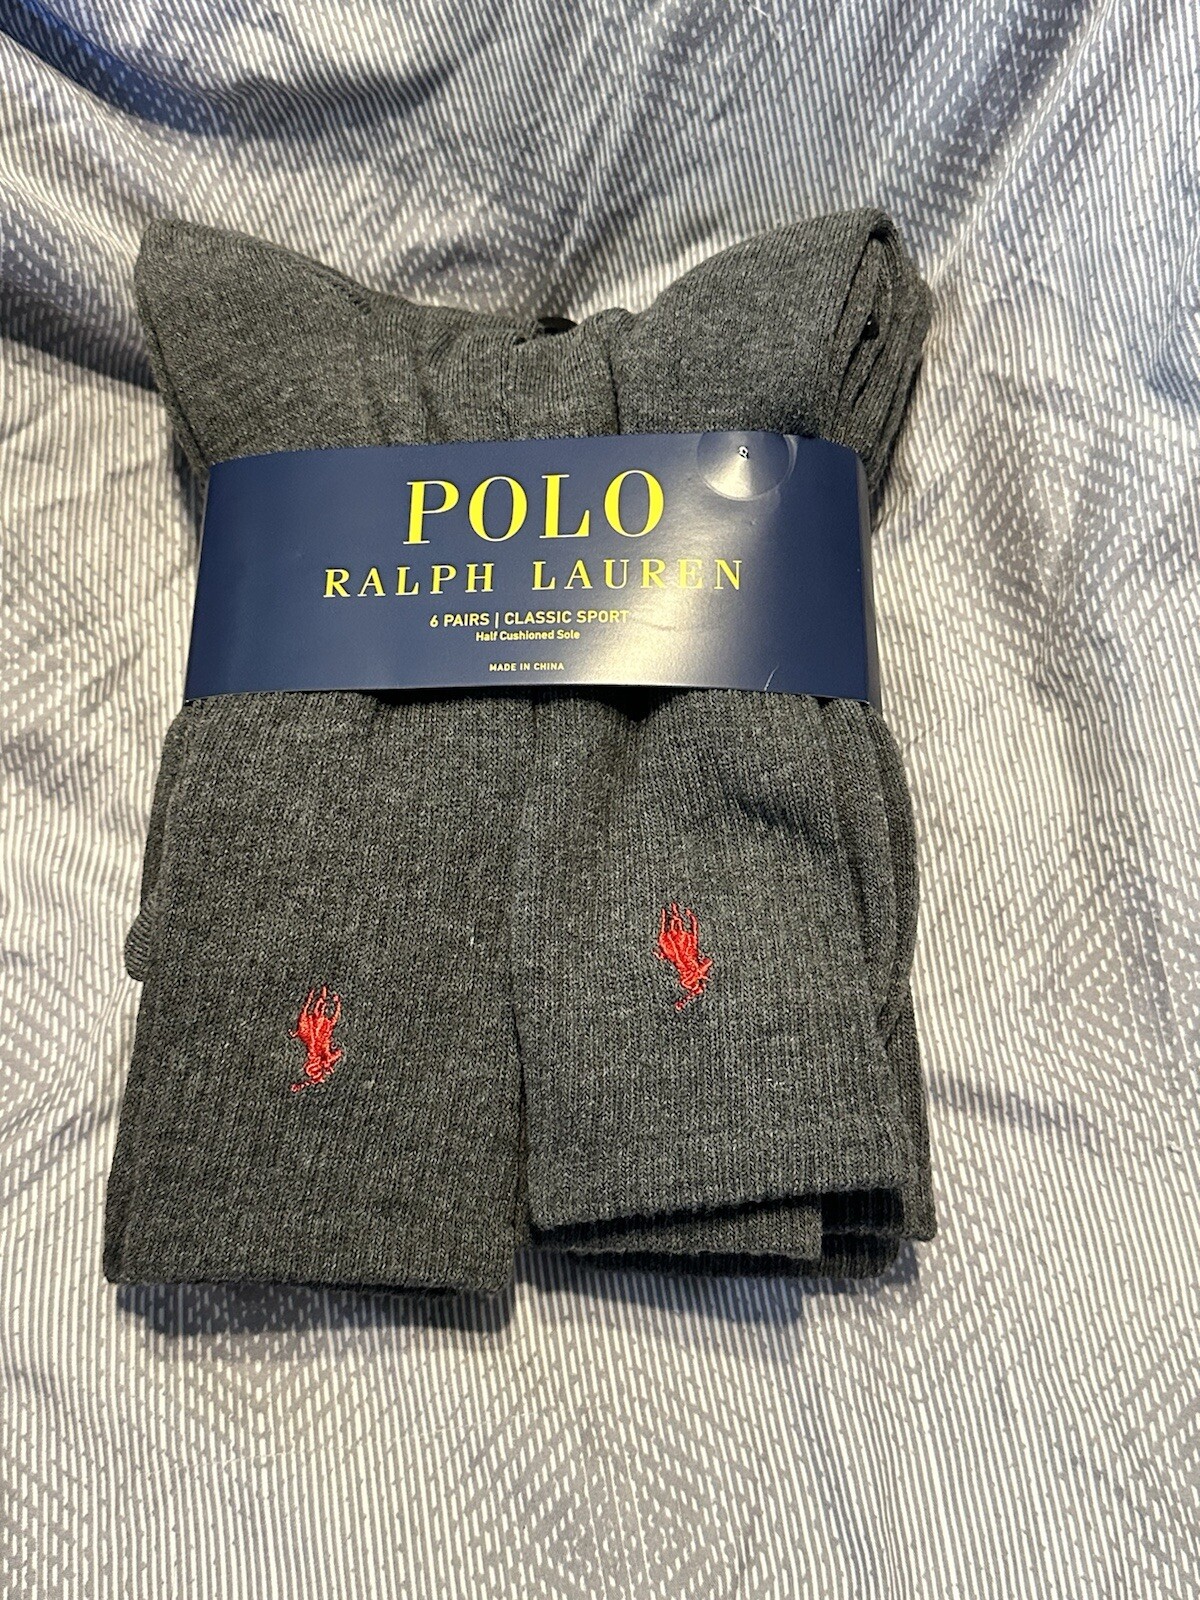 POLO
RALPH LAUREN
6 PAIRS | CLASSIC SPORT
Half Cushioned Sole
MADE IN CHINA